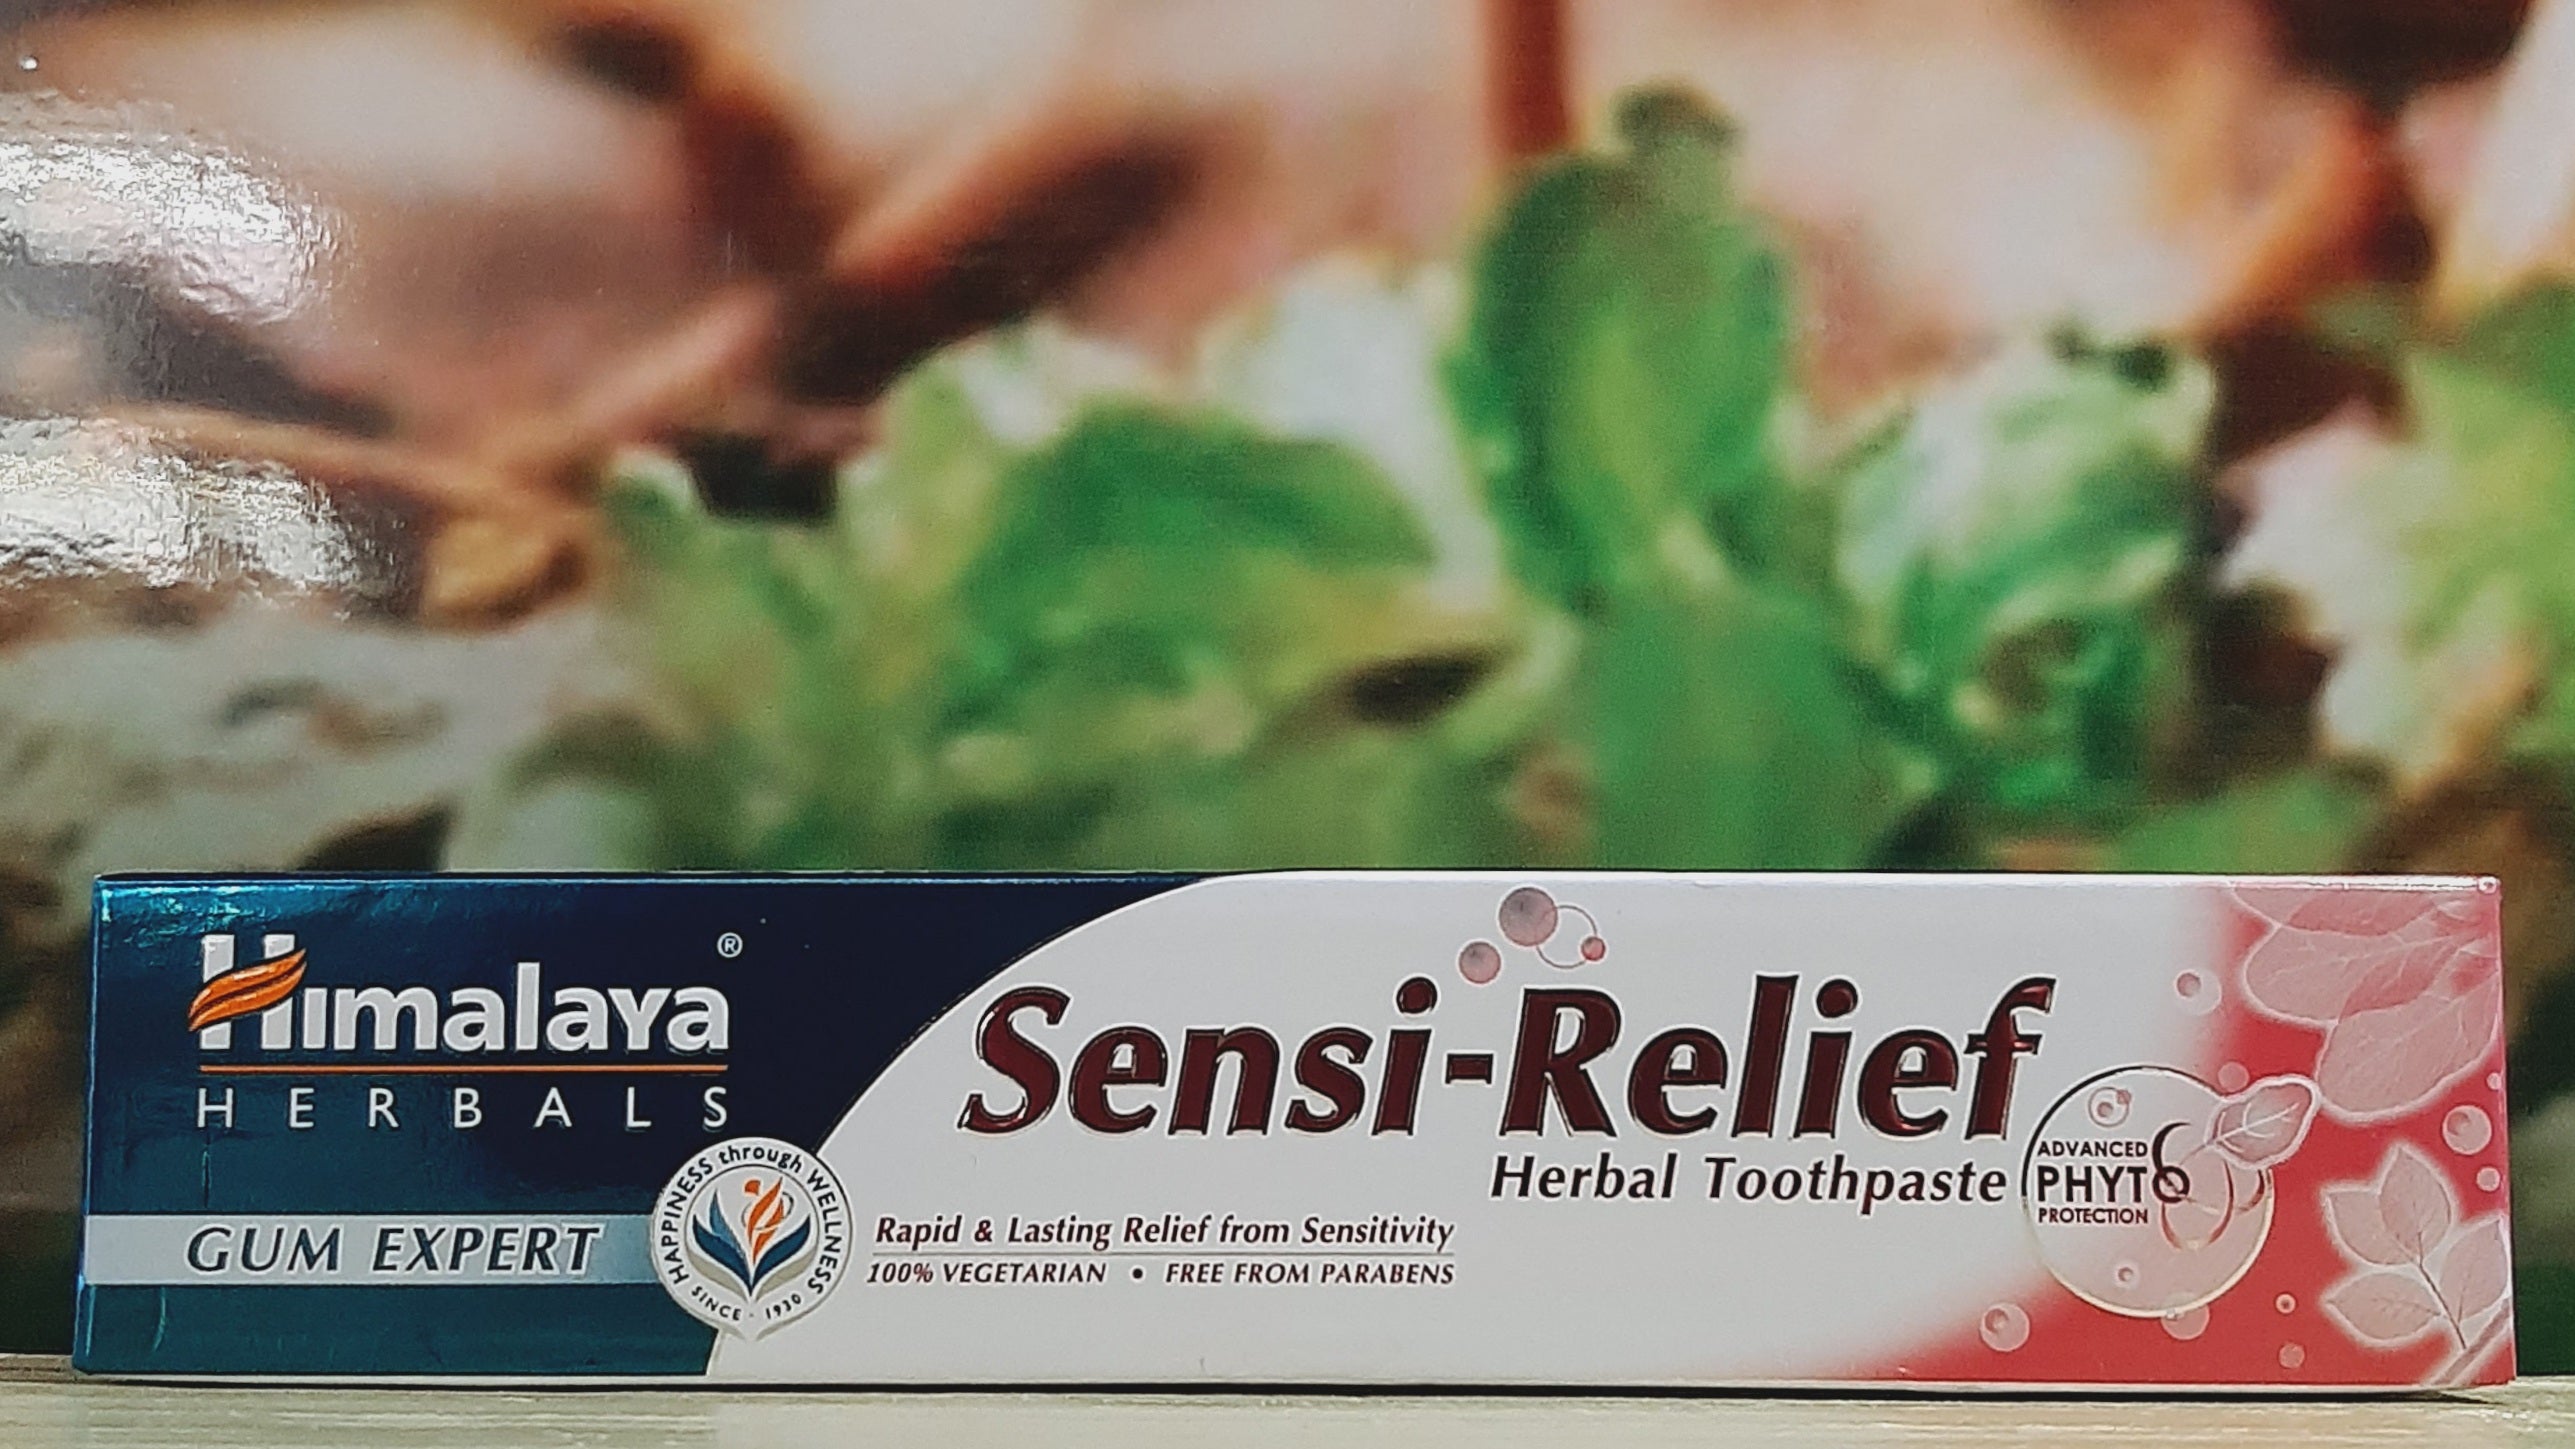 Himalaya®
HERBALS
GUM EXPERT
HAPPINESS through WELLNESS
SINCE - 1930
Sensi-Relief
Herbal Toothpaste
Rapid & Lasting Relief from Sensitivity
100% VEGETARIAN • FREE FROM PARABENS
ADVANCED
PHYTO
PROTECTION